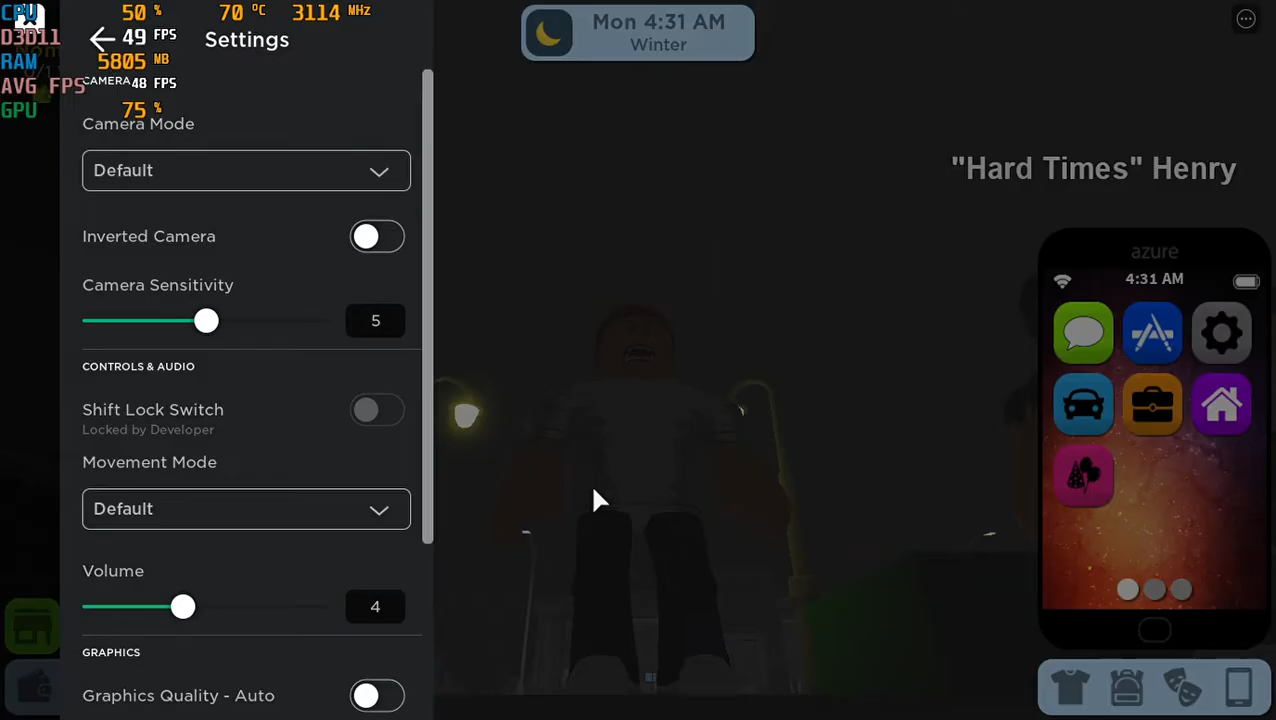 CPU 50 % 70 °C 3114 MHz
D3D11 49 FPS
RAM 5805 MB
AVG FPS 48 FPS
GPU 75 %
Settings
CAMERA
Camera Mode
Default
Inverted Camera
Camera Sensitivity
5
CONTROLS & AUDIO
Shift Lock Switch
Locked by Developer
Movement Mode
Default
Volume
4
GRAPHICS
Graphics Quality - Auto
Mon 4:31 AM
Winter
"Hard Times" Henry
azure
4:31 AM